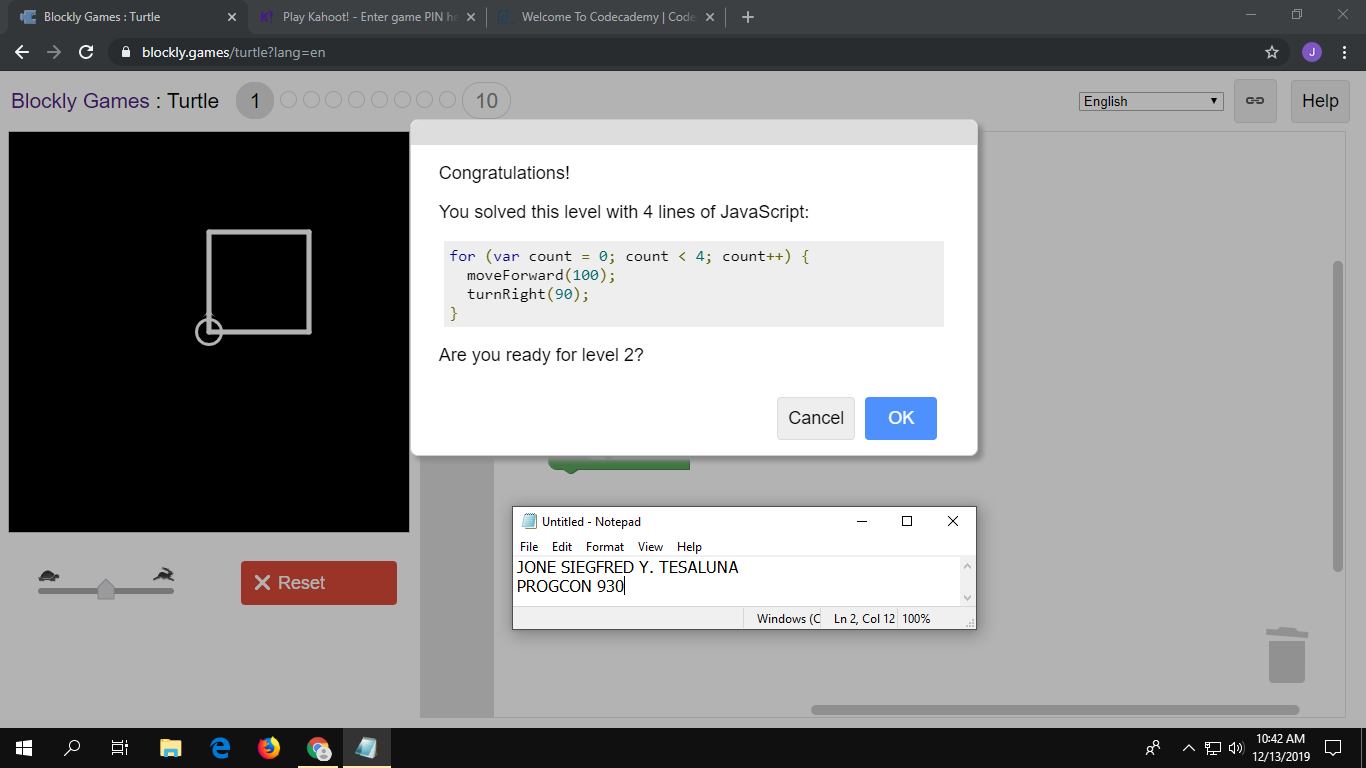 Blockly Games : Turtle
Play Kahoot! - Enter game PIN he
Welcome To Codecademy | Code
blockly.games/turtle?lang=en
J
Blockly Games : Turtle 1 10
English
Help
Congratulations!
You solved this level with 4 lines of JavaScript:
for (var count = 0; count < 4; count++) {
  moveForward(100);
  turnRight(90);
}
Are you ready for level 2?
Cancel
OK
Reset
Untitled - Notepad
File Edit Format View Help
JONE SIEGFRED Y. TESALUNA
PROGCON 930
Windows (C
Ln 2, Col 12
100%
10:42 AM
12/13/2019